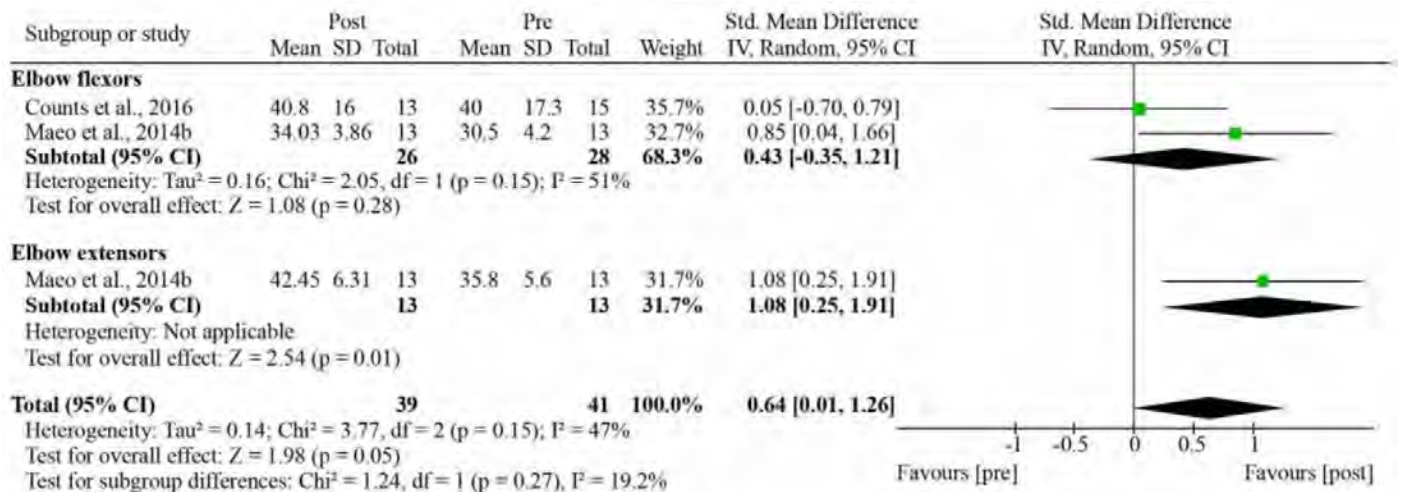 Subgroup or study Post Pre Std. Mean Difference Std. Mean Difference
Mean SD Total Mean SD Total Weight IV, Random, 95% CI IV, Random, 95% CI
Elbow flexors
Counts et al., 2016 40.8 16 13 40 17.3 15 35.7% 0.05 [-0.70, 0.79]
Maeo et al., 2014b 34.03 3.86 13 30.5 4.2 13 32.7% 0.85 [0.04, 1.66]
Subtotal (95% CI) 26 28 68.3% 0.43 [-0.35, 1.21]
Heterogeneity: Tau² = 0.16; Chi² = 2.05, df = 1 (p = 0.15); I² = 51%
Test for overall effect: Z = 1.08 (p = 0.28)
Elbow extensors
Maeo et al., 2014b 42.45 6.31 13 35.8 5.6 13 31.7% 1.08 [0.25, 1.91]
Subtotal (95% CI) 13 13 31.7% 1.08 [0.25, 1.91]
Heterogeneity: Not applicable
Test for overall effect: Z = 2.54 (p = 0.01)
Total (95% CI) 39 41 100.0% 0.64 [0.01, 1.26]
Heterogeneity: Tau² = 0.14; Chi² = 3.77, df = 2 (p = 0.15); I² = 47%
Test for overall effect: Z = 1.98 (p = 0.05)
Test for subgroup differences: Chi² = 1.24, df = 1 (p = 0.27), I² = 19.2%
-1 -0.5 0 0.5 1
Favours [pre] Favours [post]